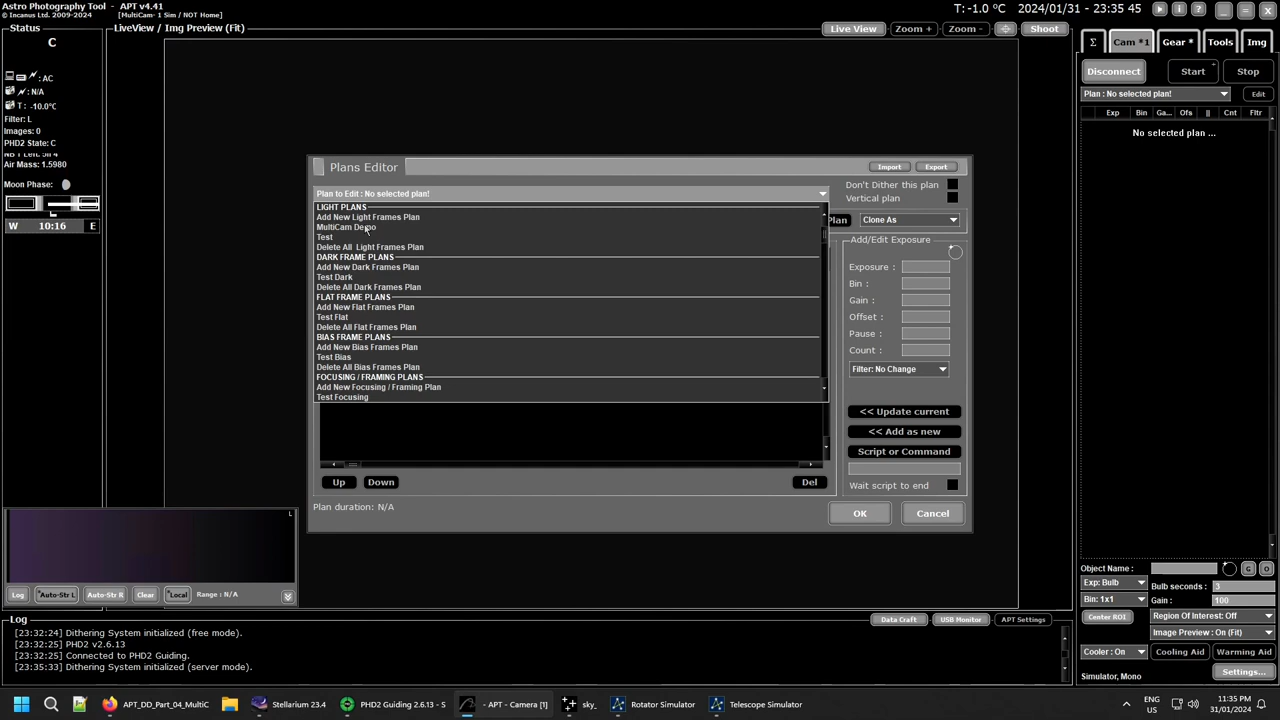 Astro Photography Tool - APT v4.41
© Incanus Ltd. 2009-2024
[MultiCam- 1 Sim / NOT Home]
T: -1.0 °C
2024/01/31 - 23:35 45
Status
C
: AC
: N/A
T : -10.0°C
Filter: L
Images: 0
PHD2 State: C
Air Mass: 1.5980
Moon Phase:
W 10:16 E
LiveView / Img Preview (Fit)
Live View
Zoom +
Zoom -
Shoot
Σ
Cam *1
Gear *
Tools
Img
Disconnect
Start
Stop
Plan : No selected plan!
Edit
Exp Bin Ga... Ofs || Cnt Fltr
No selected plan ...
Plans Editor
Import
Export
Plan to Edit : No selected plan!
LIGHT PLANS
Add New Light Frames Plan
MultiCam Demo
Test
Delete All Light Frames Plan
DARK FRAME PLANS
Add New Dark Frames Plan
Test Dark
Delete All Dark Frames Plan
FLAT FRAME PLANS
Add New Flat Frames Plan
Test Flat
Delete All Flat Frames Plan
BIAS FRAME PLANS
Add New Bias Frames Plan
Test Bias
Delete All Bias Frames Plan
FOCUSING / FRAMING PLANS
Add New Focusing / Framing Plan
Test Focusing
Don't Dither this plan
Vertical plan
Plan
Clone As
Add/Edit Exposure
Exposure :
Bin :
Gain :
Offset :
Pause :
Count :
Filter: No Change
<< Update current
<< Add as new
Script or Command
Wait script to end
Up
Down
Del
Plan duration: N/A
OK
Cancel
L
Log
*Auto-Str L
Auto-Str R
Clear
*Local
Range : N/A
Log
Data Craft
USB Monitor
APT Settings
[23:32:24] Dithering System initialized (free mode).
[23:32:25] PHD2 v2.6.13
[23:32:25] Connected to PHD2 Guiding.
[23:35:33] Dithering System initialized (server mode).
Object Name :
G
O
Exp: Bulb
Bulb seconds :
3
Bin: 1x1
Gain :
100
Center ROI
Region Of Interest: Off
Image Preview : On (Fit)
Cooler : On
Cooling Aid
Warming Aid
Simulator, Mono
Settings...
APT_DD_Part_04_MultiC
Stellarium 23.4
PHD2 Guiding 2.6.13 - S
- APT - Camera [1]
sky_
Rotator Simulator
Telescope Simulator
ENG
US
11:35 PM
31/01/2024